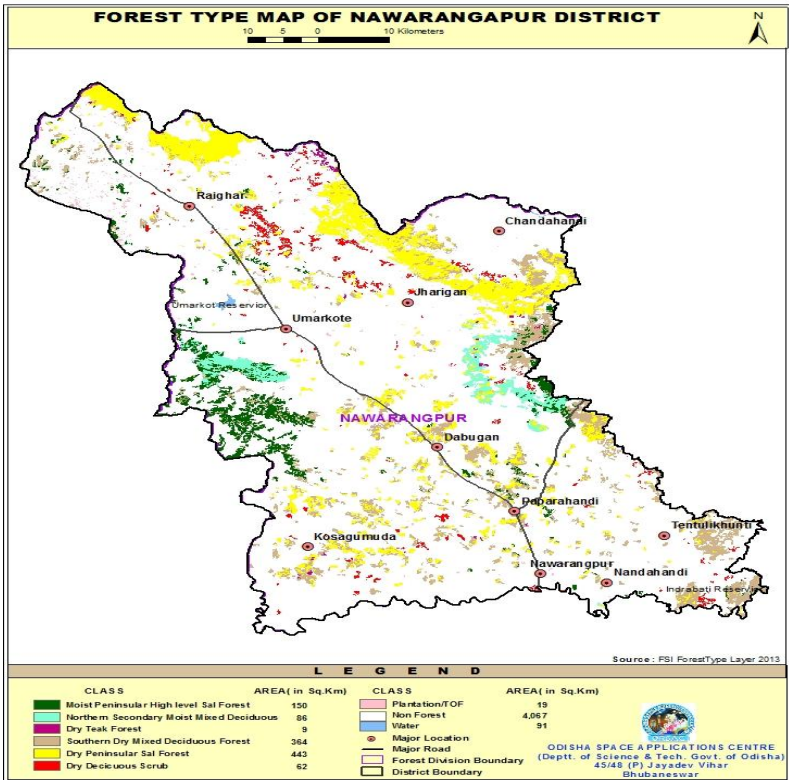 FOREST TYPE MAP OF NAWARANGAPUR DISTRICT
10 5 0 10 Kilometers
N
Raighar
Chandahandi
Umarkot Reservior
Jharigan
Umarkote
NAWARANGPUR
Dabugan
Paparahandi
Kosagumuda
Tentulikhunti
Nawarangpur
Nandahandi
Indrabati Reservior
Source : FSI ForestType Layer 2013
LEGEND
CLASS AREA( in Sq.Km)
Moist Peninsular High level Sal Forest 150
Northern Secondary Moist Mixed Deciduous 86
Dry Teak Forest 9
Southern Dry Mixed Deciduous Forest 364
Dry Peninsular Sal Forest 443
Dry Decicuous Scrub 62
CLASS AREA( in Sq.Km)
Plantation/TOF 19
Non Forest 4,067
Water 91
Major Location
Major Road
Forest Division Boundary
District Boundary
ODISHA SPACE APPLICATIONS CENTRE
(Deptt. of Science & Tech. Govt. of Odisha)
45/48 (P) Jayadev Vihar
Bhubaneswar